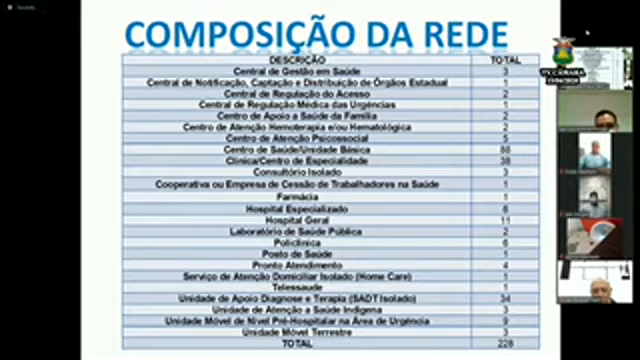 COMPOSIÇÃO DA REDE
DESCRIÇÃO TOTAL
Central de Gestão em Saúde 3
Central de Notificação, Captação e Distribuição de Órgãos Estadual 1
Central de Regulação do Acesso 2
Central de Regulação Médica das Urgências 1
Centro de Apoio a Saúde da Família 2
Centro de Atenção Hemoterapia e/ou Hematológica 2
Centro de Atenção Psicossocial 5
Centro de Saúde/Unidade Básica 88
Clínica/Centro de Especialidade 38
Consultório Isolado 3
Cooperativa ou Empresa de Cessão de Trabalhadores na Saúde 1
Farmácia 1
Hospital Especializado 6
Hospital Geral 11
Laboratório de Saúde Pública 2
Policlínica 6
Posto de Saúde 1
Pronto Atendimento 4
Serviço de Atenção Domiciliar Isolado (Home Care) 1
Telessaude 1
Unidade de Apoio Diagnose e Terapia (SADT Isolado) 34
Unidade de Atenção a Saúde Indígena 3
Unidade Móvel de Nível Pré-Hospitalar na Área de Urgência 9
Unidade Móvel Terrestre 3
TOTAL 228
TV CÂMARA